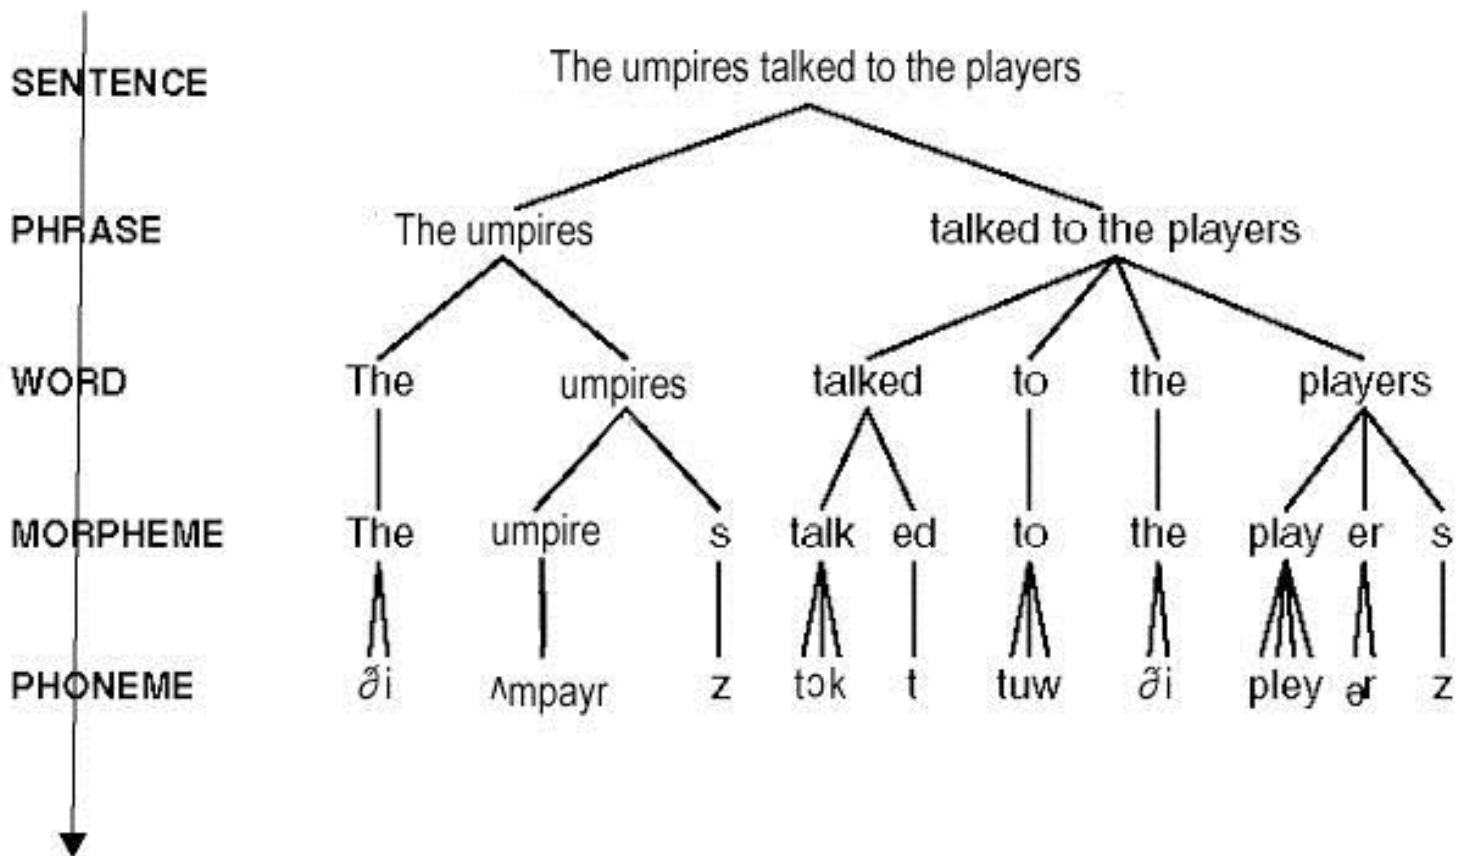 SENTENCE The umpires talked to the players
PHRASE The umpires talked to the players
WORD The umpires talked to the players
MORPHEME The umpire s talk ed to the play er s
PHONEME ði ʌmpayr z tɔk t tuw ði pley ər z